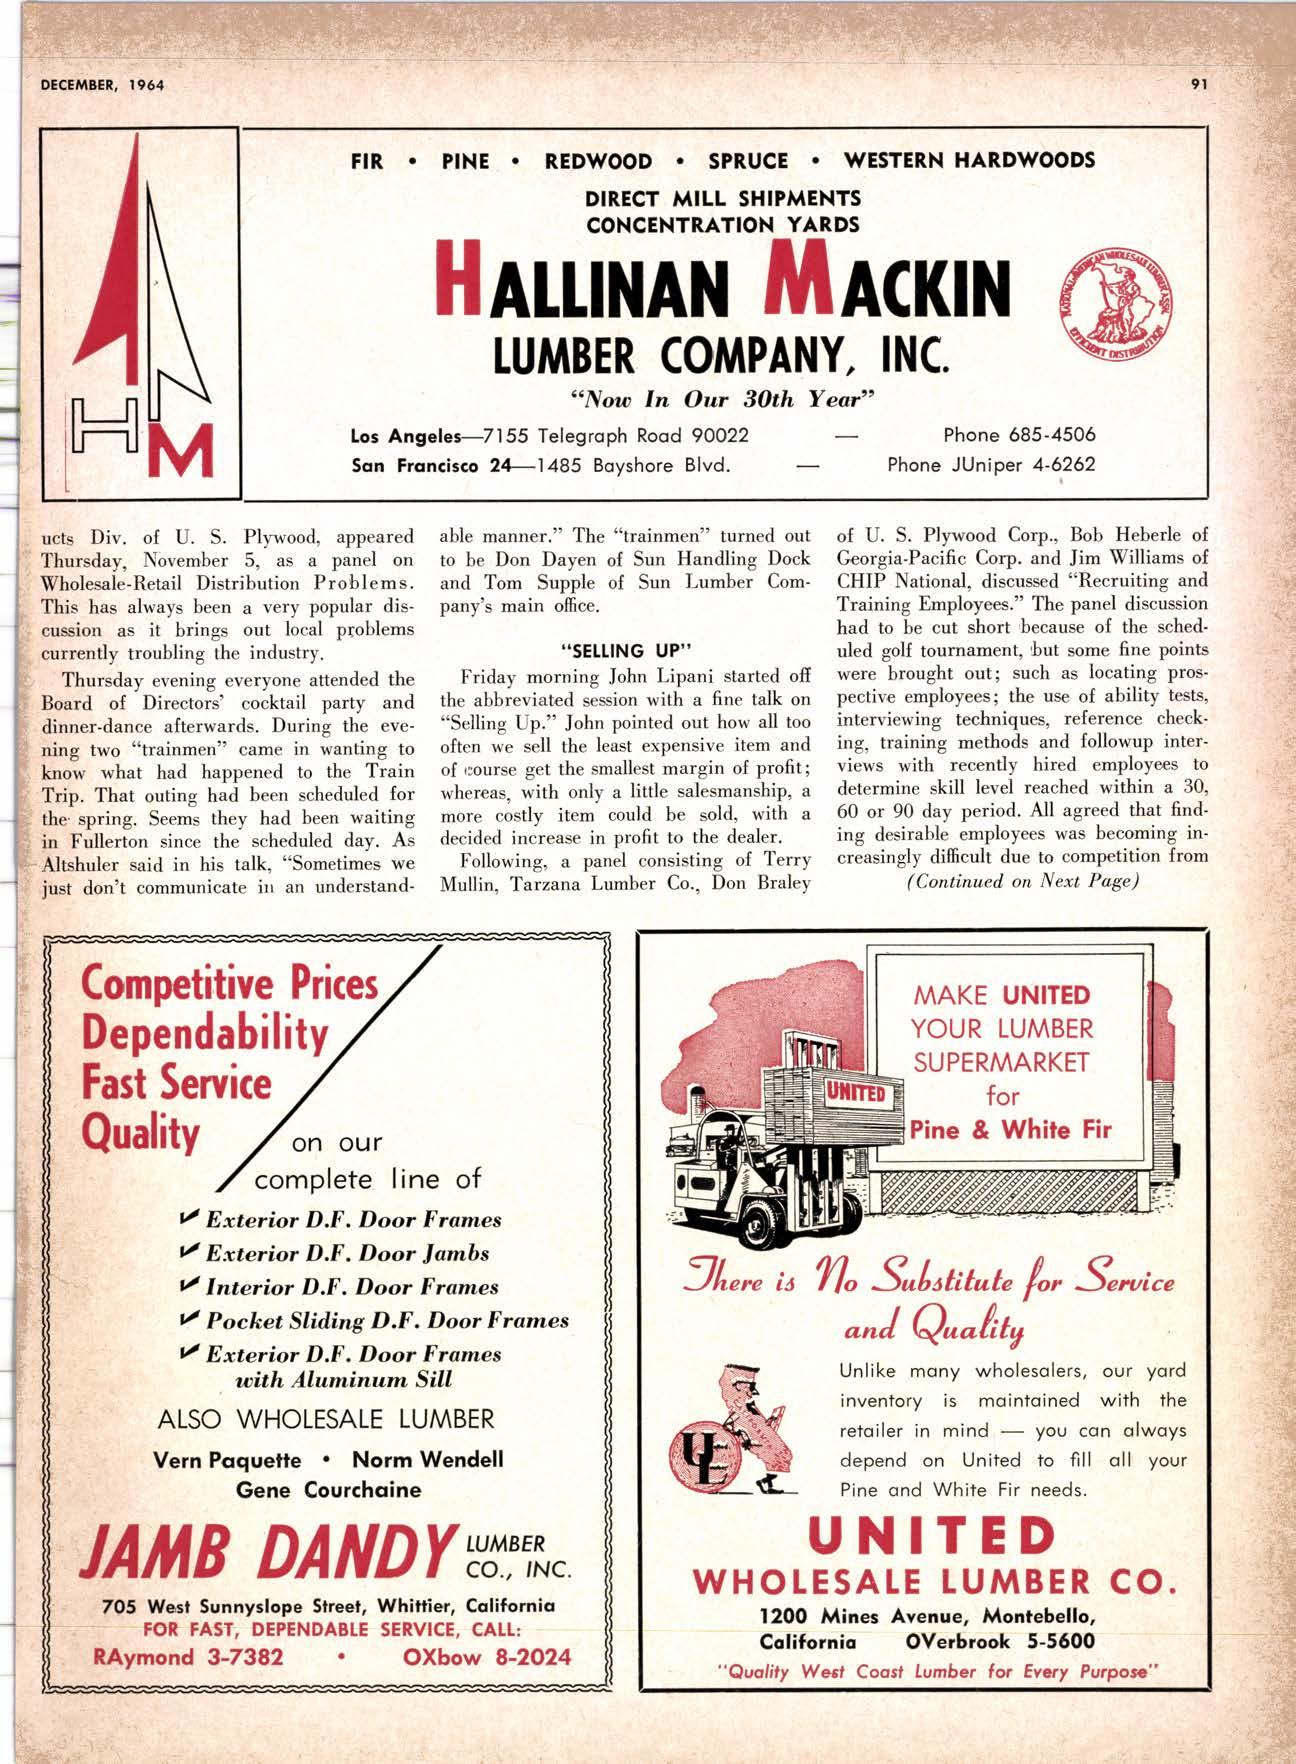 DECEMBER, 1964
91
FIR • PINE • REDWOOD • SPRUCE • WESTERN HARDWOODS
DIRECT MILL SHIPMENTS
CONCENTRATION YARDS
HALLINAN MACKIN
LUMBER COMPANY, INC.
"Now In Our 30th Year"
Los Angeles—7155 Telegraph Road 90022 — Phone 685-4506
San Francisco 24—1485 Bayshore Blvd. — Phone JUniper 4-6262
HM
NATIONAL-AMERICAN WHOLESALE LUMBER ASSN.
EFFICIENT DISTRIBUTION
ucts Div. of U. S. Plywood, appeared
Thursday, November 5, as a panel on
Wholesale-Retail Distribution Problems.
This has always been a very popular dis-
cussion as it brings out local problems
currently troubling the industry.
Thursday evening everyone attended the
Board of Directors' cocktail party and
dinner-dance afterwards. During the eve-
ning two "trainmen" came in wanting to
know what had happened to the Train
Trip. That outing had been scheduled for
the spring. Seems they had been waiting
in Fullerton since the scheduled day. As
Altshuler said in his talk, "Sometimes we
just don't communicate in an understand-
able manner." The "trainmen" turned out
to be Don Dayen of Sun Handling Dock
and Tom Supple of Sun Lumber Com-
pany's main office.
"SELLING UP"
Friday morning John Lipani started off
the abbreviated session with a fine talk on
"Selling Up." John pointed out how all too
often we sell the least expensive item and
of course get the smallest margin of profit;
whereas, with only a little salesmanship, a
more costly item could be sold, with a
decided increase in profit to the dealer.
Following, a panel consisting of Terry
Mullin, Tarzana Lumber Co., Don Braley
of U. S. Plywood Corp., Bob Heberle of
Georgia-Pacific Corp. and Jim Williams of
CHIP National, discussed "Recruiting and
Training Employees." The panel discussion
had to be cut short because of the sched-
uled golf tournament, but some fine points
were brought out; such as locating pros-
pective employees; the use of ability tests,
interviewing techniques, reference check-
ing, training methods and followup inter-
views with recently hired employees to
determine skill level reached within a 30,
60 or 90 day period. All agreed that find-
ing desirable employees was becoming in-
creasingly difficult due to competition from
(Continued on Next Page)
Competitive Prices
Dependability
Fast Service
Quality
on our
complete line of
✔ Exterior D.F. Door Frames
✔ Exterior D.F. Door Jambs
✔ Interior D.F. Door Frames
✔ Pocket Sliding D.F. Door Frames
✔ Exterior D.F. Door Frames
with Aluminum Sill
ALSO WHOLESALE LUMBER
Vern Paquette • Norm Wendell
Gene Courchaine
JAMB DANDY LUMBER CO., INC.
705 West Sunnyslope Street, Whittier, California
FOR FAST, DEPENDABLE SERVICE, CALL:
RAymond 3-7382 • OXbow 8-2024
MAKE UNITED
YOUR LUMBER
SUPERMARKET
for
Pine & White Fir
UNITED
There is No Substitute for Service
and Quality
Unlike many wholesalers, our yard
inventory is maintained with the
retailer in mind — you can always
depend on United to fill all your
Pine and White Fir needs.
UNITED
WHOLESALE LUMBER CO.
1200 Mines Avenue, Montebello,
California OVerbrook 5-5600
"Quality West Coast Lumber for Every Purpose"